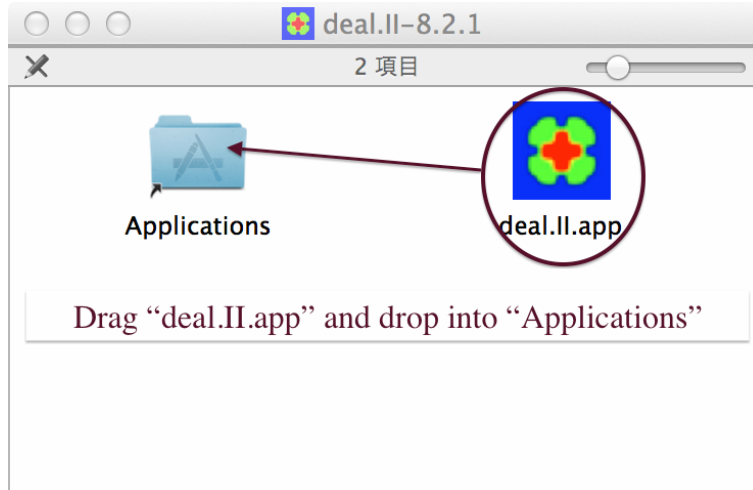 deal.II-8.2.1
2 項目
Applications
deal.II.app
Drag “deal.II.app” and drop into “Applications”